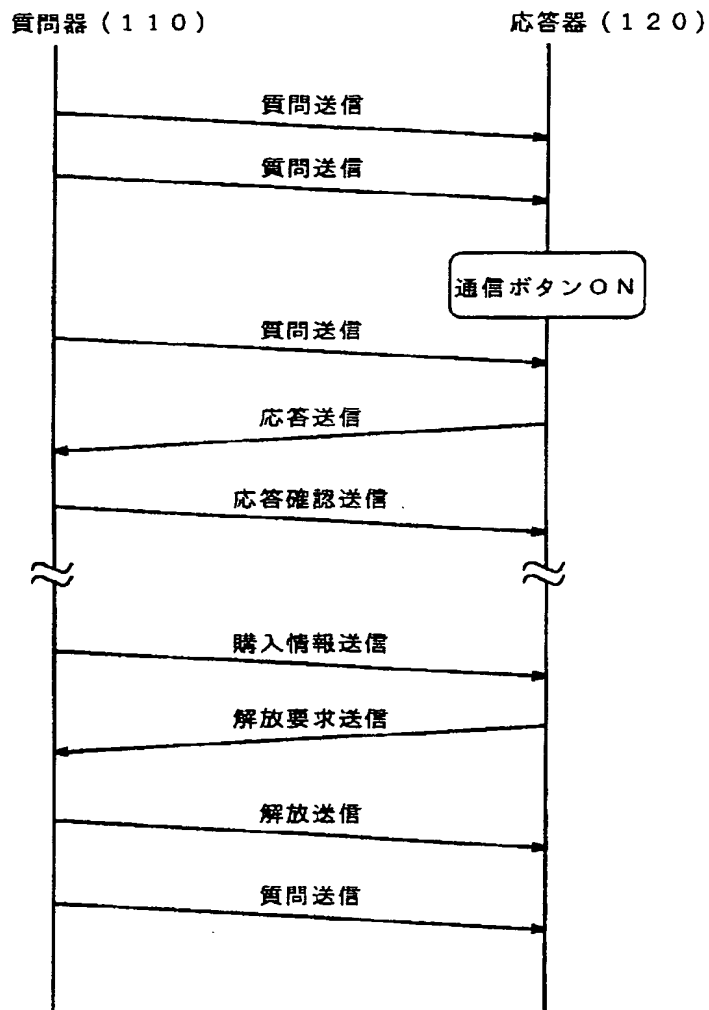 質問器(110)
応答器(120)
質問送信
質問送信
通信ボタンON
質問送信
応答送信
応答確認送信
購入情報送信
解放要求送信
解放送信
質問送信